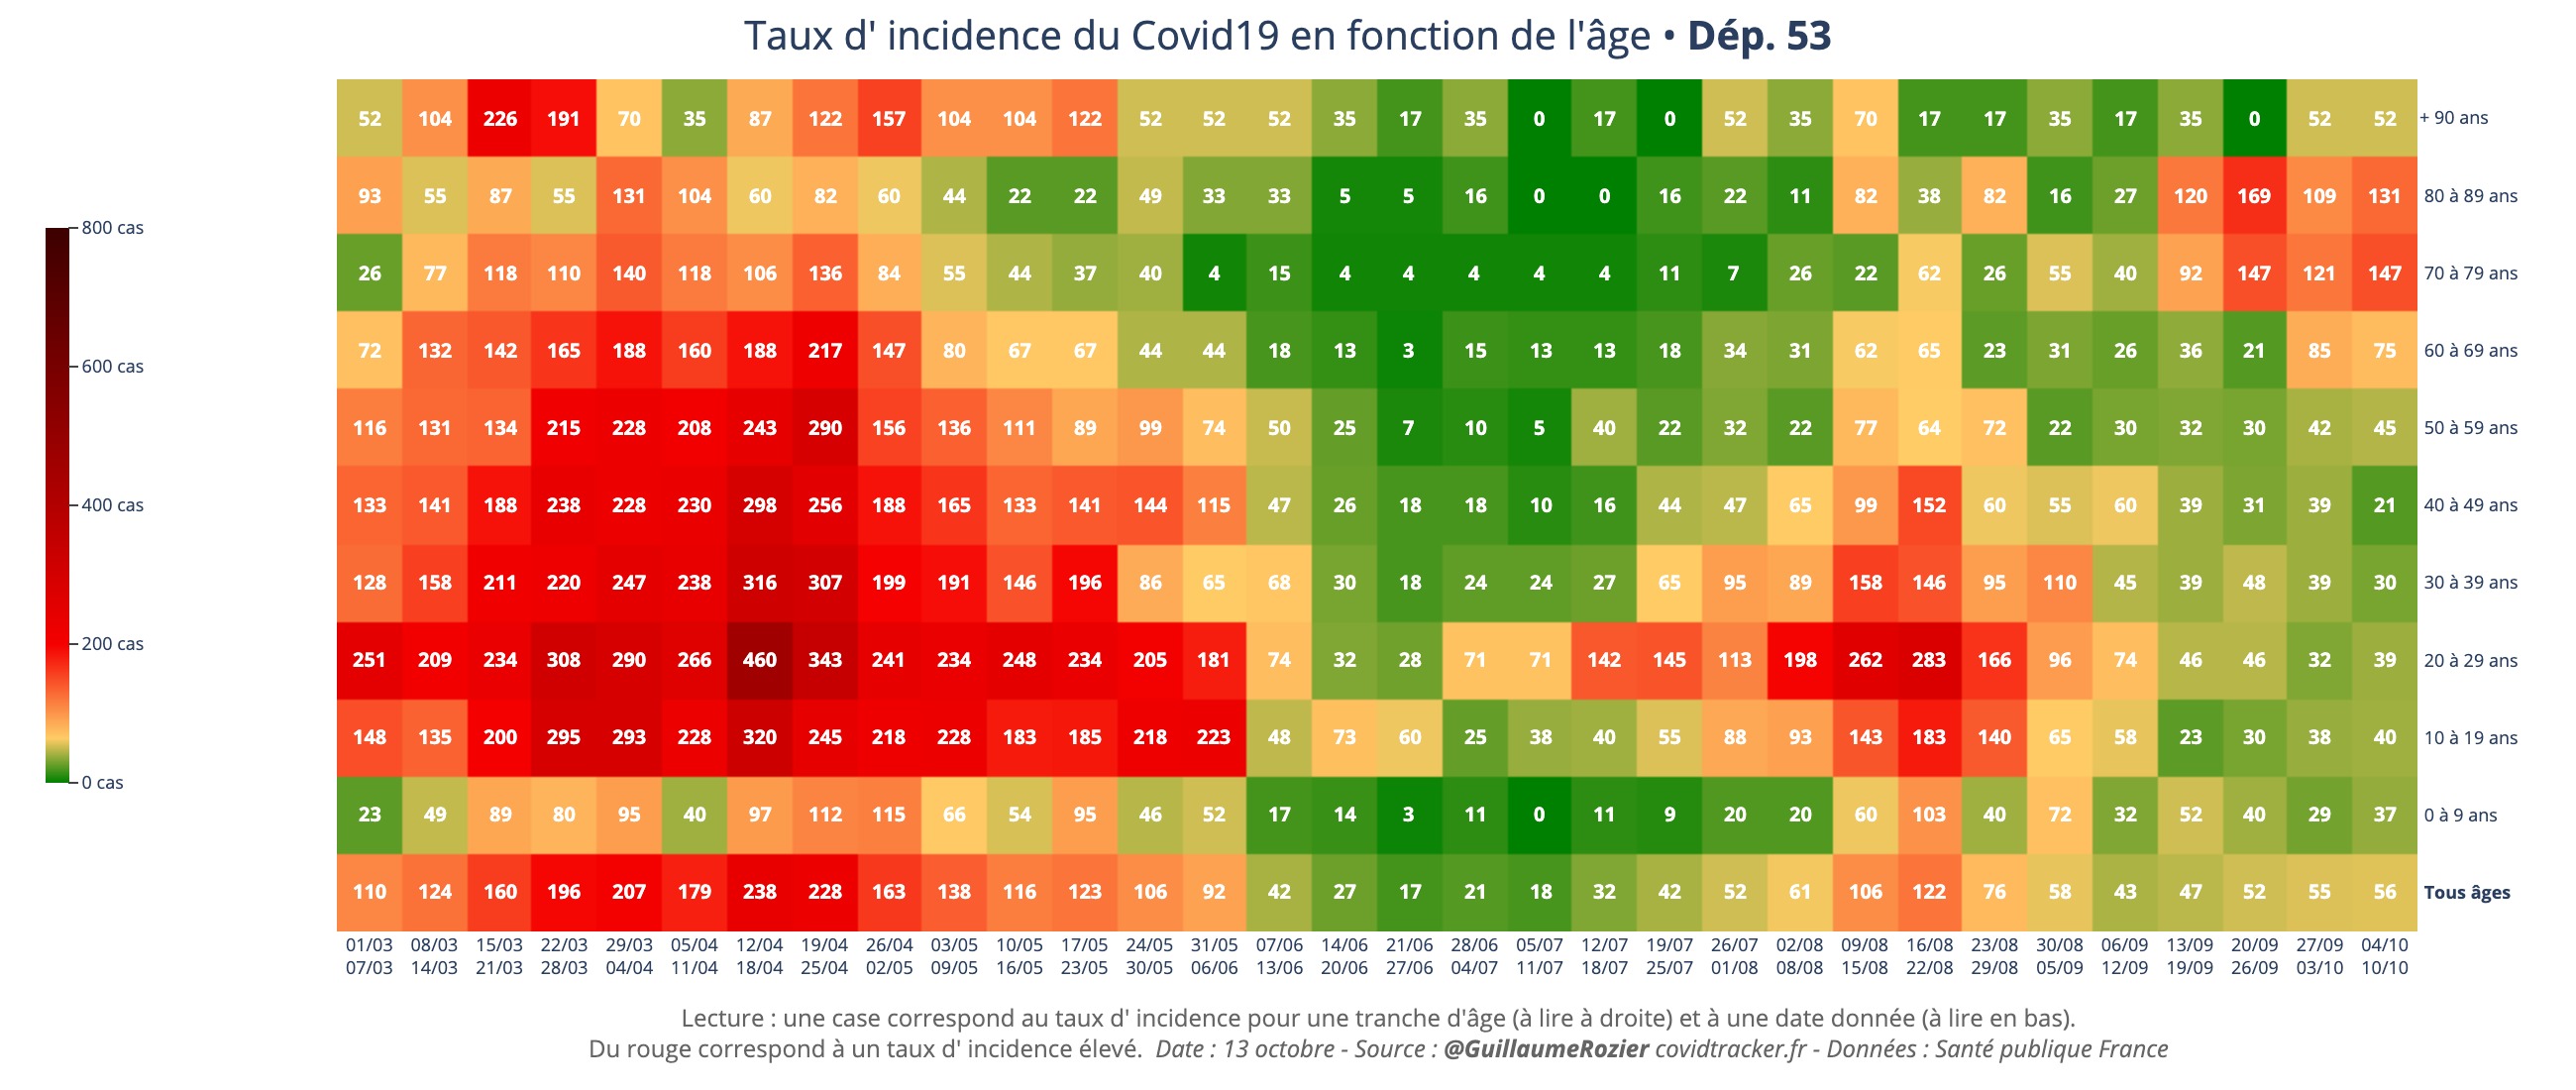 Taux d' incidence du Covid19 en fonction de l'âge • Dép. 53
800 cas
600 cas
400 cas
200 cas
0 cas
52 104 226 191 70 35 87 122 157 104 104 122 52 52 52 35 17 35 0 17 0 52 35 70 17 17 35 17 35 0 52 52 + 90 ans
93 55 87 55 131 104 60 82 60 44 22 22 49 33 33 5 5 16 0 0 16 22 11 82 38 82 16 27 120 169 109 131 80 à 89 ans
26 77 118 110 140 118 106 136 84 55 44 37 40 4 15 4 4 4 4 4 11 7 26 22 62 26 55 40 92 147 121 147 70 à 79 ans
72 132 142 165 188 160 188 217 147 80 67 67 44 44 18 13 3 15 13 13 18 34 31 62 65 23 31 26 36 21 85 75 60 à 69 ans
116 131 134 215 228 208 243 290 156 136 111 89 99 74 50 25 7 10 5 40 22 32 22 77 64 72 22 30 32 30 42 45 50 à 59 ans
133 141 188 238 228 230 298 256 188 165 133 141 144 115 47 26 18 18 10 16 44 47 65 99 152 60 55 60 39 31 39 21 40 à 49 ans
128 158 211 220 247 238 316 307 199 191 146 196 86 65 68 30 18 24 24 27 65 95 89 158 146 95 110 45 39 48 39 30 30 à 39 ans
251 209 234 308 290 266 460 343 241 234 248 234 205 181 74 32 28 71 71 142 145 113 198 262 283 166 96 74 46 46 32 39 20 à 29 ans
148 135 200 295 293 228 320 245 218 228 183 185 218 223 48 73 60 25 38 40 55 88 93 143 183 140 65 58 23 30 38 40 10 à 19 ans
23 49 89 80 95 40 97 112 115 66 54 95 46 52 17 14 3 11 0 11 9 20 20 60 103 40 72 32 52 40 29 37 0 à 9 ans
110 124 160 196 207 179 238 228 163 138 116 123 106 92 42 27 17 21 18 32 42 52 61 106 122 76 58 43 47 52 55 56 Tous âges
01/03 08/03 15/03 22/03 29/03 05/04 12/04 19/04 26/04 03/05 10/05 17/05 24/05 31/05 07/06 14/06 21/06 28/06 05/07 12/07 19/07 26/07 02/08 09/08 16/08 23/08 30/08 06/09 13/09 20/09 27/09 04/10
07/03 14/03 21/03 28/03 04/04 11/04 18/04 25/04 02/05 09/05 16/05 23/05 30/05 06/06 13/06 20/06 27/06 04/07 11/07 18/07 25/07 01/08 08/08 15/08 22/08 29/08 05/09 12/09 19/09 26/09 03/10 10/10
Lecture : une case correspond au taux d' incidence pour une tranche d'âge (à lire à droite) et à une date donnée (à lire en bas).
Du rouge correspond à un taux d' incidence élevé. Date : 13 octobre - Source : @GuillaumeRozier covidtracker.fr - Données : Santé publique France